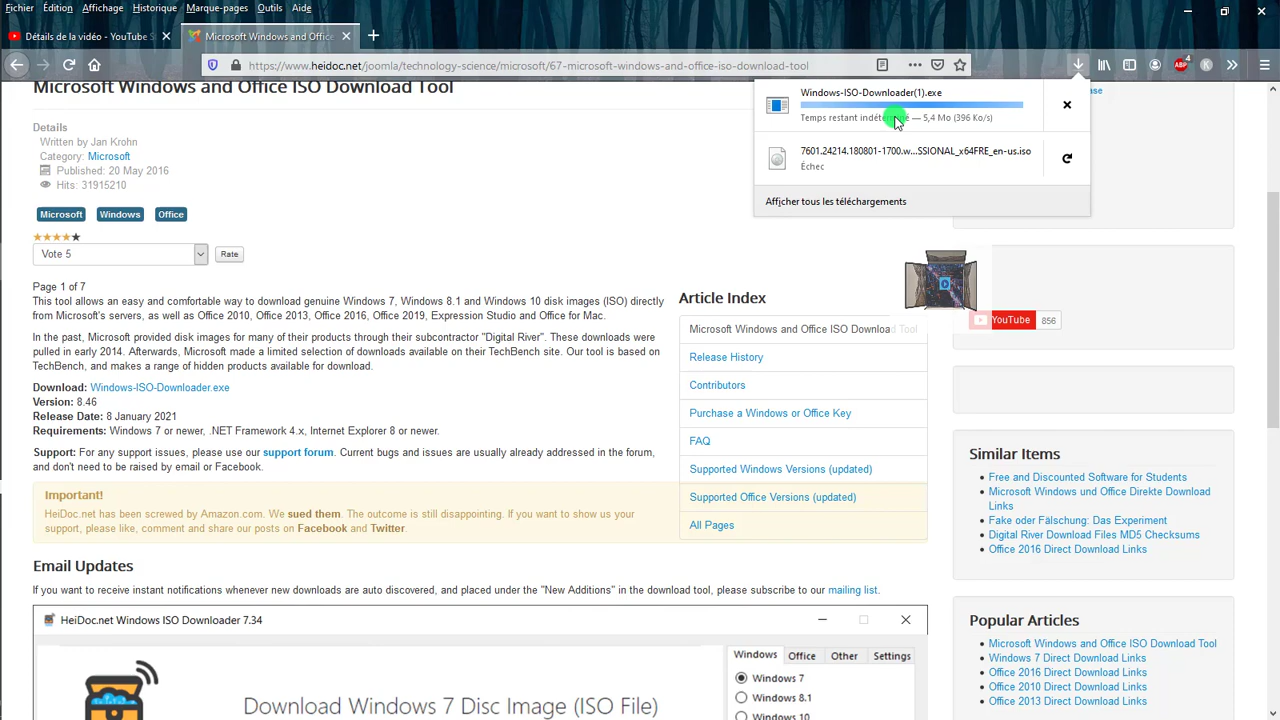 Fichier Édition Affichage Historique Marque-pages Outils Aide
Détails de la vidéo - YouTube S
Microsoft Windows and Office
https://www.heidoc.net/joomla/technology-science/microsoft/67-microsoft-windows-and-office-iso-download-tool
ABP 4
Microsoft Windows and Office ISO Download Tool
Windows-ISO-Downloader(1).exe
Temps restant indéterminé — 5,4 Mo (396 Ko/s)
7601.24214.180801-1700.w...SSIONAL_x64FRE_en-us.iso
Échec
Afficher tous les téléchargements
Details
Written by Jan Krohn
Category: Microsoft
Published: 20 May 2016
Hits: 31915210
Microsoft Windows Office
Vote 5
Rate
Page 1 of 7
This tool allows an easy and comfortable way to download genuine Windows 7, Windows 8.1 and Windows 10 disk images (ISO) directly
from Microsoft's servers, as well as Office 2010, Office 2013, Office 2016, Office 2019, Expression Studio and Office for Mac.
In the past, Microsoft provided disk images for many of their products through their subcontractor "Digital River". These downloads were
pulled in early 2014. Afterwards, Microsoft made a limited selection of downloads available on their TechBench site. Our tool is based on
TechBench, and makes a range of hidden products available for download.
Download: Windows-ISO-Downloader.exe
Version: 8.46
Release Date: 8 January 2021
Requirements: Windows 7 or newer, .NET Framework 4.x, Internet Explorer 8 or newer.
Support: For any support issues, please use our support forum. Current bugs and issues are usually already addressed in the forum,
and don't need to be raised by email or Facebook.
Important!
HeiDoc.net has been screwed by Amazon.com. We sued them. The outcome is still disappointing. If you want to show us your
support, please like, comment and share our posts on Facebook and Twitter.
Article Index
Microsoft Windows and Office ISO Download Tool
Release History
Contributors
Purchase a Windows or Office Key
FAQ
Supported Windows Versions (updated)
Supported Office Versions (updated)
All Pages
YouTube 856
Similar Items
Free and Discounted Software for Students
Microsoft Windows und Office Direkte Download
Links
Fake oder Fälschung: Das Experiment
Digital River Download Files MD5 Checksums
Office 2016 Direct Download Links
Popular Articles
Microsoft Windows and Office ISO Download Tool
Windows 7 Direct Download Links
Office 2016 Direct Download Links
Office 2010 Direct Download Links
Office 2013 Direct Download Links
Email Updates
If you want to receive instant notifications whenever new downloads are auto discovered, and placed under the "New Additions" in the download tool, please subscribe to our mailing list.
HeiDoc.net Windows ISO Downloader 7.34
Download Windows 7 Disc Image (ISO File)
Windows Office Other Settings
Windows 7
Windows 8.1
Windows 10